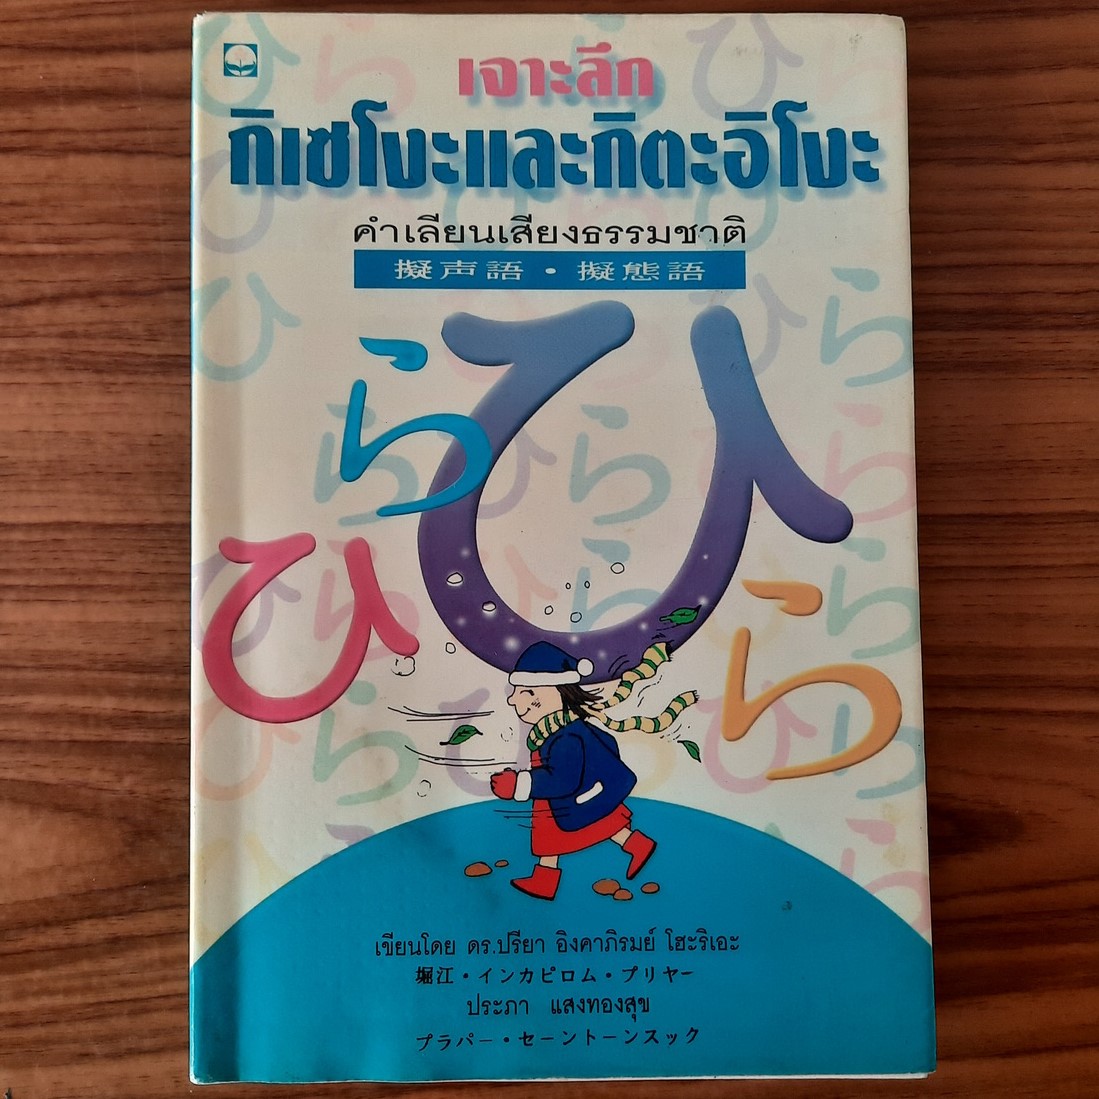 เจาะลึก
กิเซโงะและกิตะอิโงะ
คำเลียนเสียงธรรมชาติ
擬声語・擬態語
ひ
ら
ひ
ら
เขียนโดย ดร.ปรียา อิงคาภิรมย์ โฮะริเอะ
堀江・インカピロム・プリヤー
ประภา แสงทองสุข
プラパー・セーントーンスック